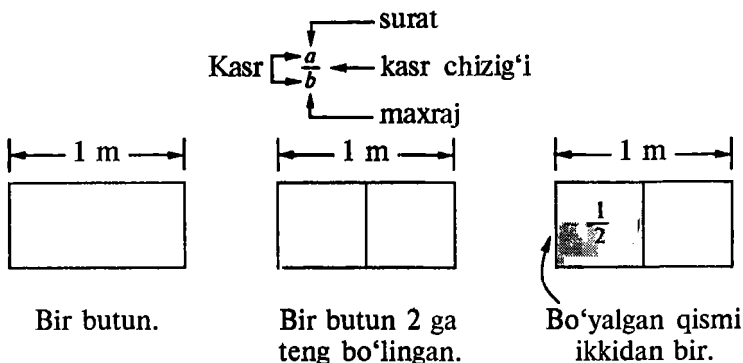 surat
Kasr a/b kasr chizig‘i
maxraj
1 m
1 m
1 m
1/2
Bir butun.
Bir butun 2 ga
teng bo‘lingan.
Bo‘yalgan qismi
ikkidan bir.